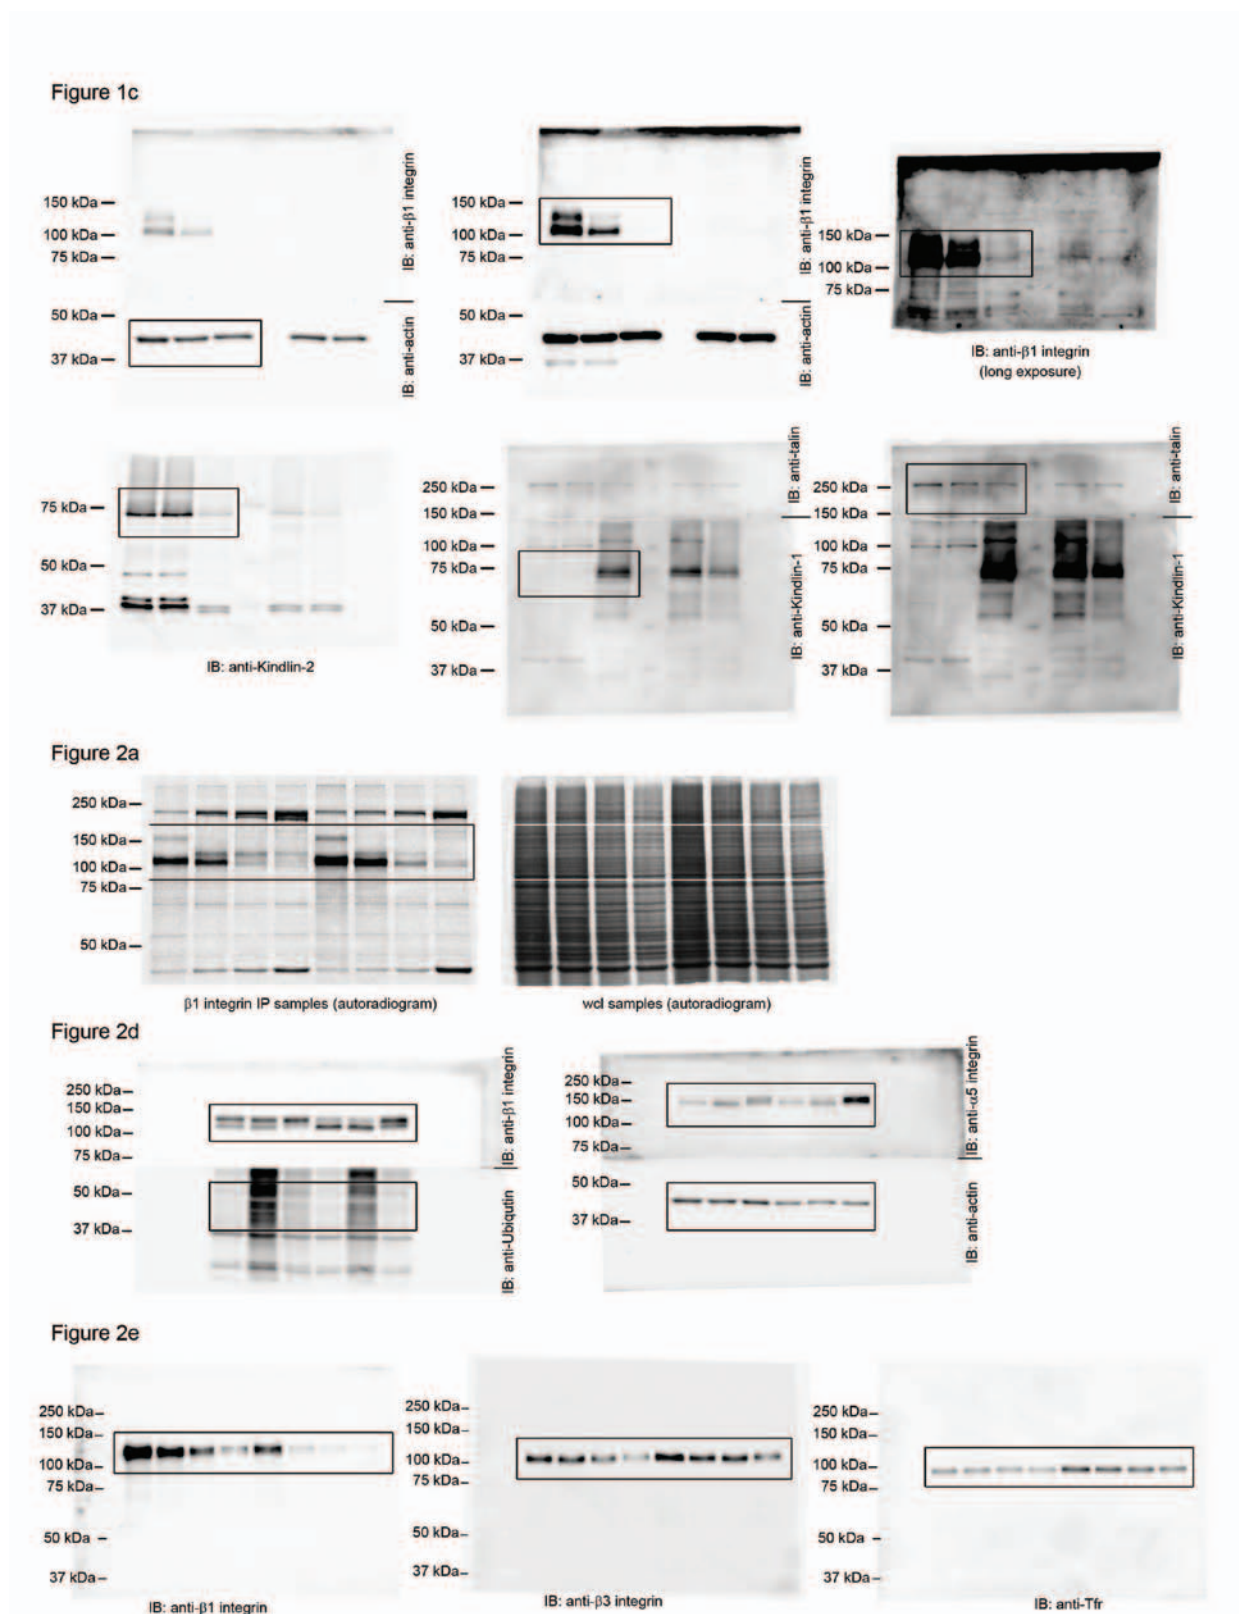 Figure 1c
150 kDa
100 kDa
75 kDa
50 kDa
37 kDa
IB: anti-β1 integrin
IB: anti-actin
150 kDa
100 kDa
75 kDa
50 kDa
37 kDa
IB: anti-β1 integrin
IB: anti-actin
150 kDa
100 kDa
75 kDa
IB: anti-β1 integrin
(long exposure)
75 kDa
50 kDa
37 kDa
IB: anti-Kindlin-2
250 kDa
150 kDa
100 kDa
75 kDa
50 kDa
37 kDa
IB: anti-talin
IB: anti-Kindlin-1
250 kDa
150 kDa
100 kDa
75 kDa
50 kDa
37 kDa
IB: anti-talin
IB: anti-Kindlin-1
Figure 2a
250 kDa
150 kDa
100 kDa
75 kDa
50 kDa
β1 integrin IP samples (autoradiogram)
wcl samples (autoradiogram)
Figure 2d
250 kDa
150 kDa
100 kDa
75 kDa
50 kDa
37 kDa
IB: anti-β1 integrin
IB: anti-Ubiqutin
250 kDa
150 kDa
100 kDa
75 kDa
50 kDa
37 kDa
IB: anti-α5 integrin
IB: anti-actin
Figure 2e
250 kDa
150 kDa
100 kDa
75 kDa
50 kDa
37 kDa
IB: anti-β1 integrin
250 kDa
150 kDa
100 kDa
75 kDa
50 kDa
37 kDa
IB: anti-β3 integrin
250 kDa
150 kDa
100 kDa
75 kDa
50 kDa
37 kDa
IB: anti-Tfr